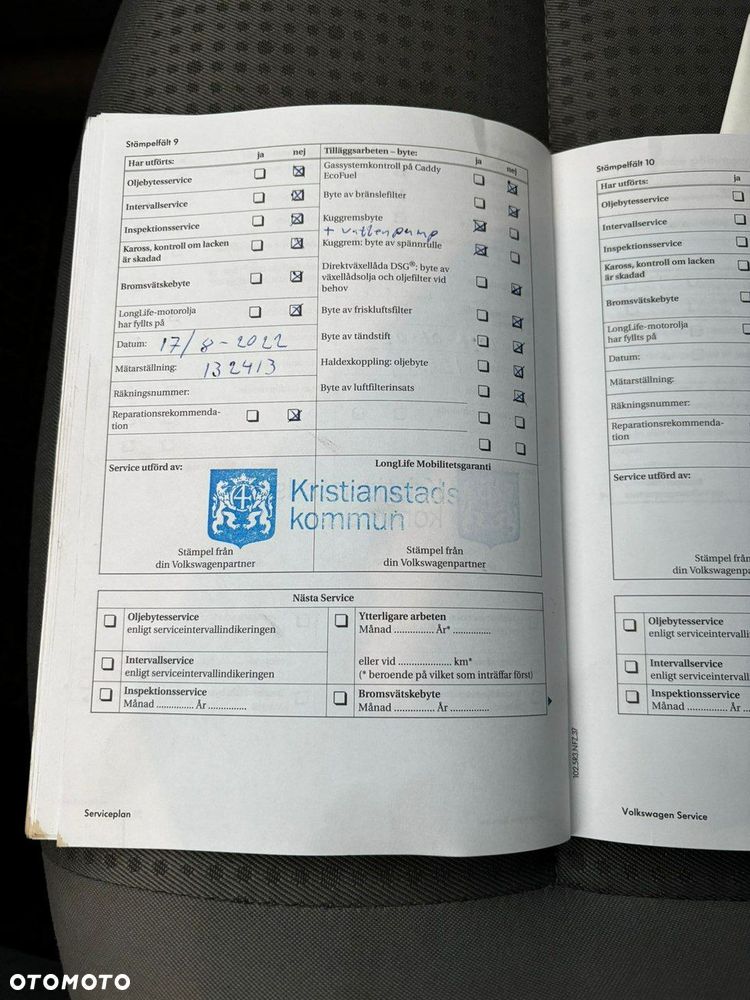 Stämpelfält 9
Har utförts: ja nej
Oljebytesservice
Intervallservice
Inspektionsservice
Kaross, kontroll om lacken
är skadad
Bromsvätskebyte
LongLife-motorolja
har fyllts på
Datum: 17/8-2022
Mätarställning: 132413
Räkningsnummer:
Reparationsrekommenda-
tion
Tilläggsarbeten – byte: ja nej
Gassystemkontroll på Caddy
EcoFuel
Byte av bränslefilter
Kuggremsbyte
+ vattenpump
Kuggrem: byte av spännrulle
Direktväxellåda DSG®: byte av
växellådsolja och oljefilter vid
behov
Byte av friskluftsfilter
Byte av tändstift
Haldexkoppling: oljebyte
Byte av luftfilterinsats
Service utförd av:
LongLife Mobilitetsgaranti
Kristianstads
kommun
Stämpel från
din Volkswagenpartner
Stämpel från
din Volkswagenpartner
Nästa Service
Oljebytesservice
enligt serviceintervallindikeringen
Intervallservice
enligt serviceintervallindikeringen
Inspektionsservice
Månad .............. År ..............
Ytterligare arbeten
Månad .............. År* ..............
eller vid ................... km*
(* beroende på vilket som inträffar först)
Bromsvätskebyte
Månad .............. År ..............
Serviceplan
102.5R3.NFZ.37
Stämpelfält 10
Har utförts: ja
Oljebytesservice
Intervallservice
Inspektionsservice
Kaross, kontroll om lacken
är skadad
Bromsvätskebyte
LongLife-motorolja
har fyllts på
Datum:
Mätarställning:
Räkningsnummer:
Reparationsrekommenda-
tion
Service utförd av:
Stämpel från
din Volkswagenpa
Oljebytesservice
enligt serviceinterval
Intervallservice
enligt serviceintervall
Inspektionsservice
Månad .............. År
Volkswagen Service
OTOMOTO